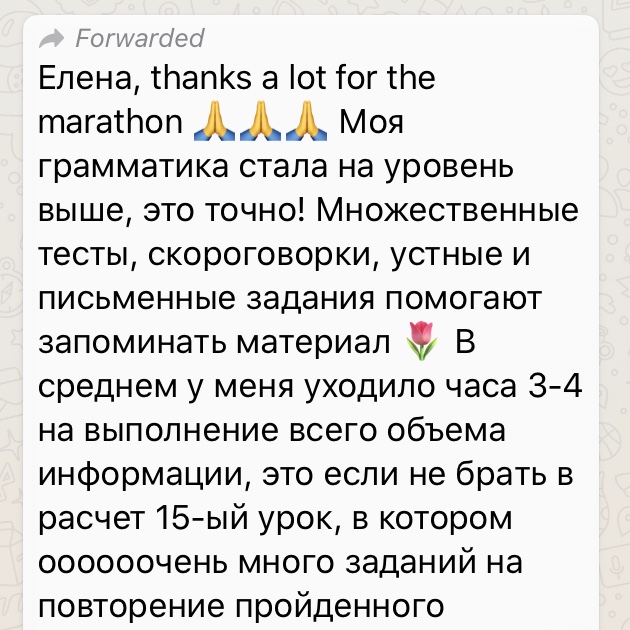 Forwarded
Елена, thanks a lot for the
marathon 🙏🙏🙏 Моя
грамматика стала на уровень
выше, это точно! Множественные
тесты, скороговорки, устные и
письменные задания помогают
запоминать материал 🌷 В
среднем у меня уходило часа 3-4
на выполнение всего объема
информации, это если не брать в
расчет 15-ый урок, в котором
оооооочень много заданий на
повторение пройденного